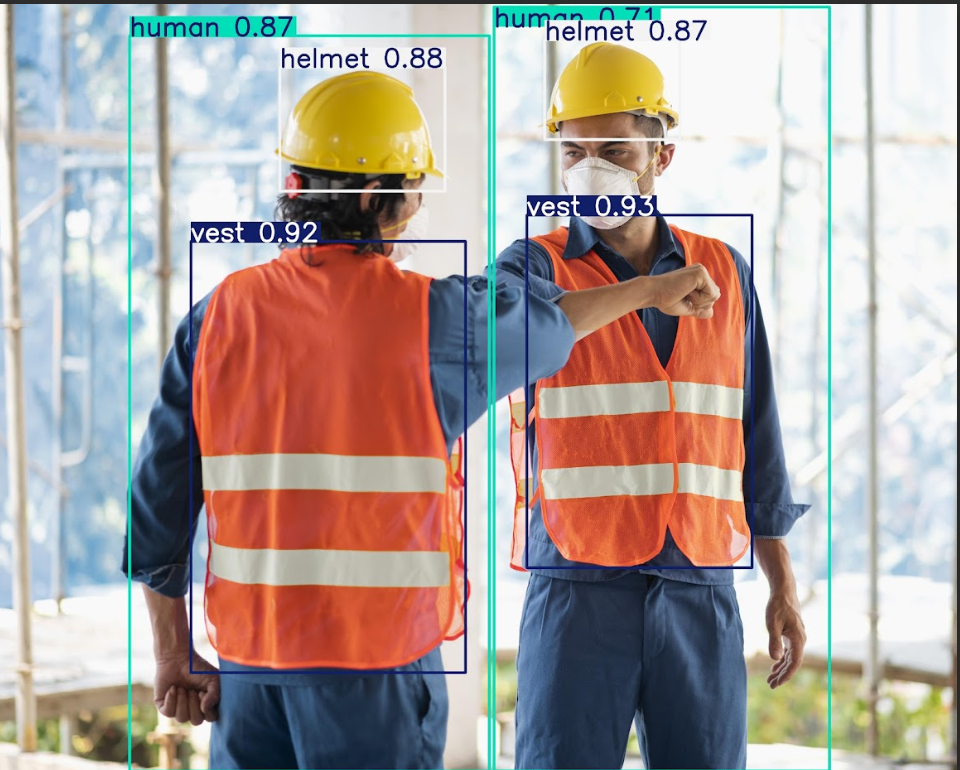 human 0.87
human 0.71
helmet 0.88
helmet 0.87
vest 0.92
vest 0.93